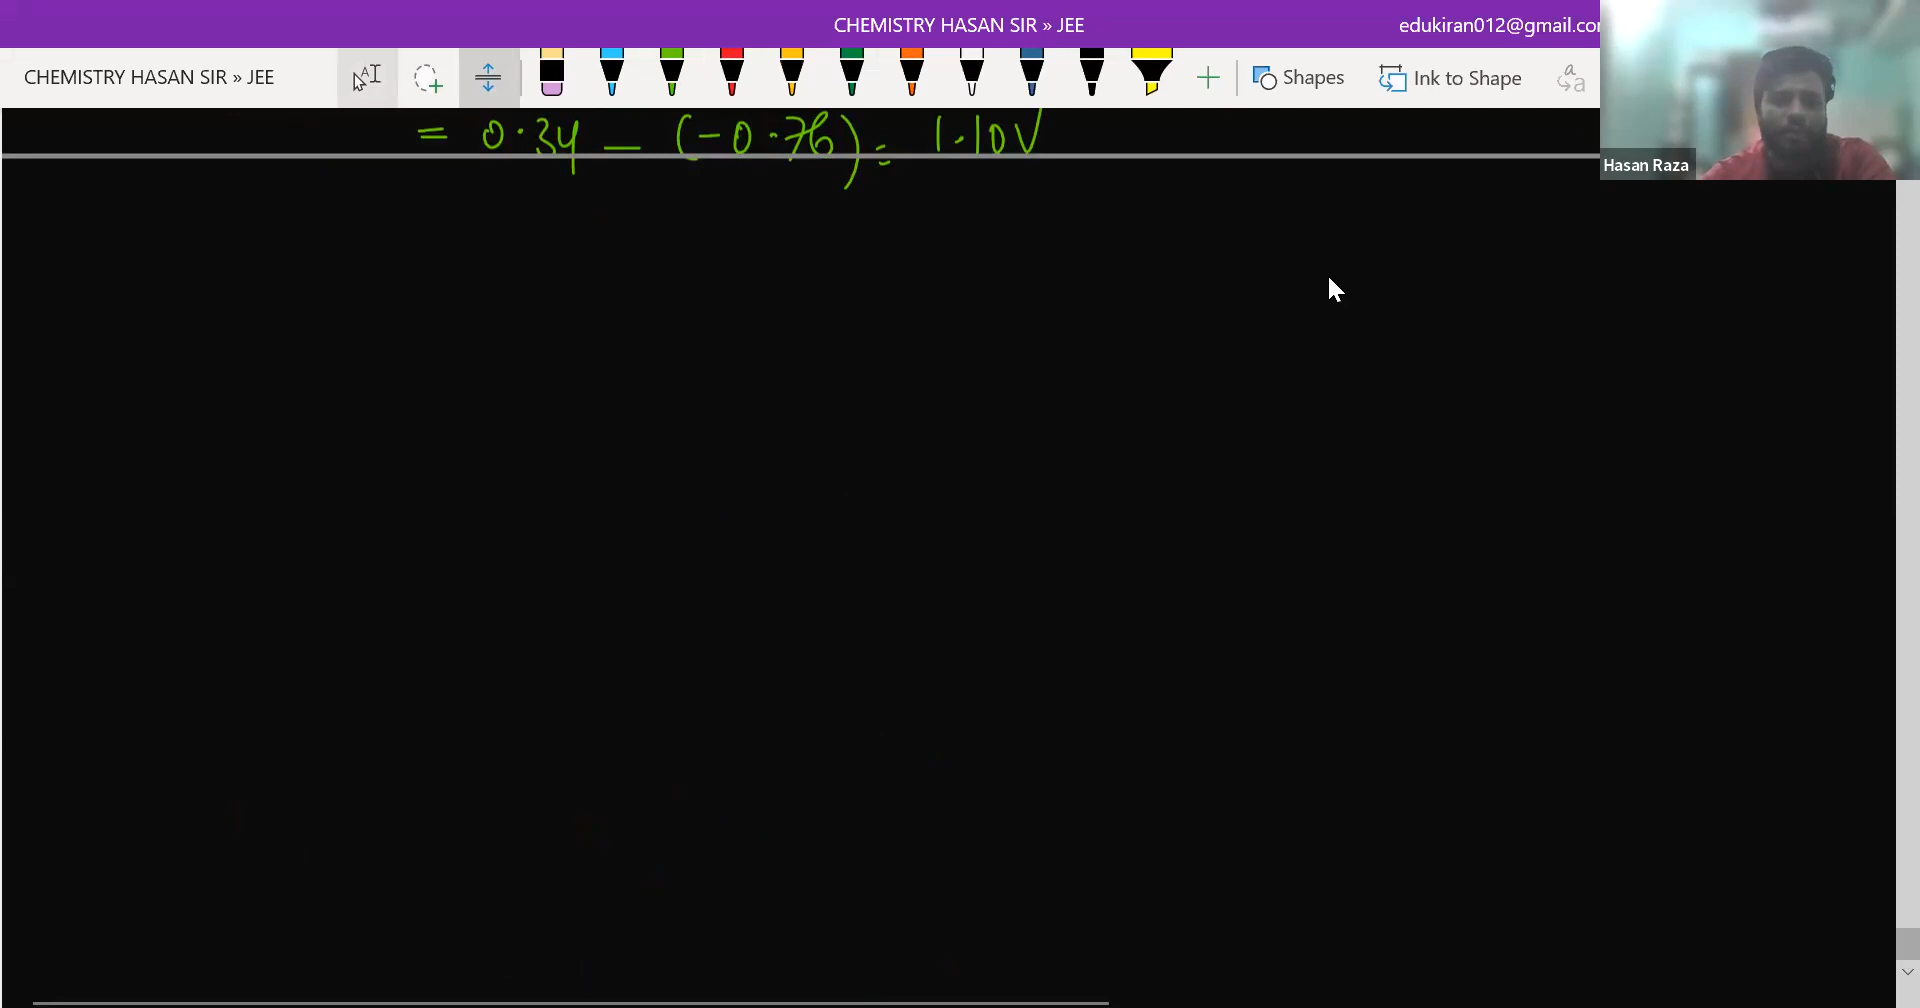 CHEMISTRY HASAN SIR » JEE
edukiran012@gmail.co
CHEMISTRY HASAN SIR » JEE
Shapes
Ink to Shape
= 0.34 – (-0.76) = 1.10V
Hasan Raza